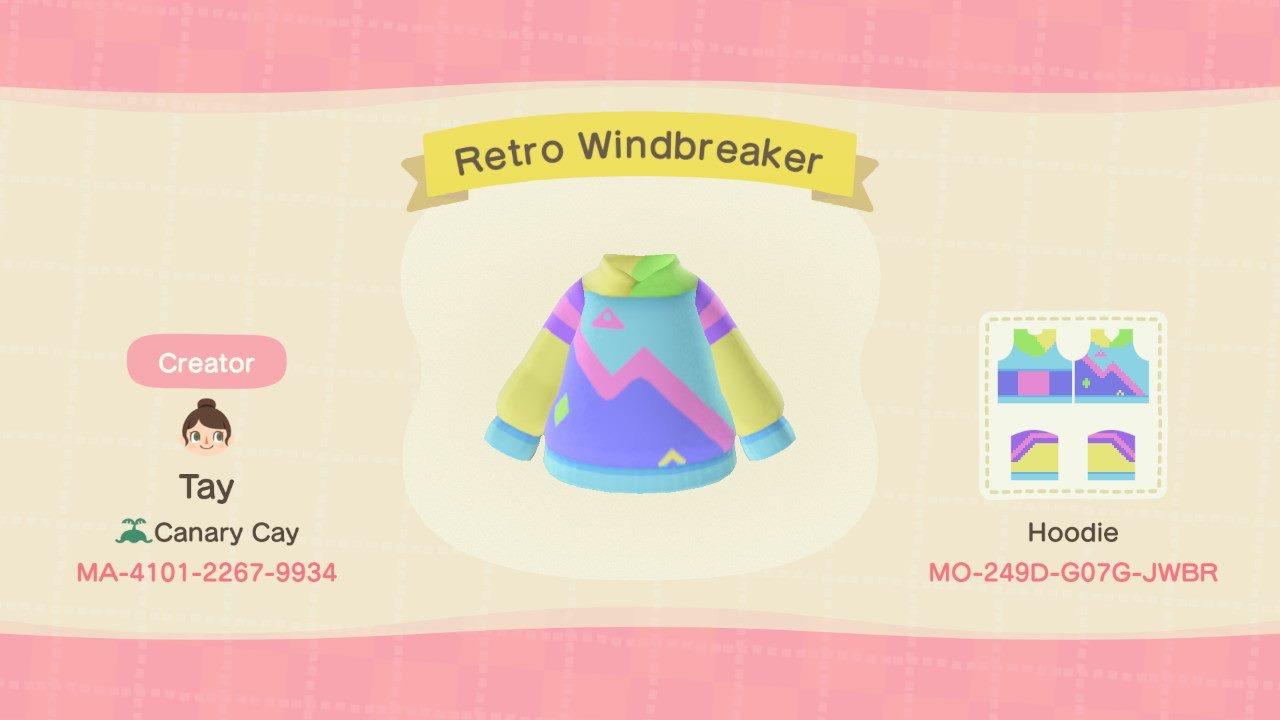 Retro Windbreaker
Creator
Tay
Canary Cay
MA-4101-2267-9934
Hoodie
MO-249D-G07G-JWBR